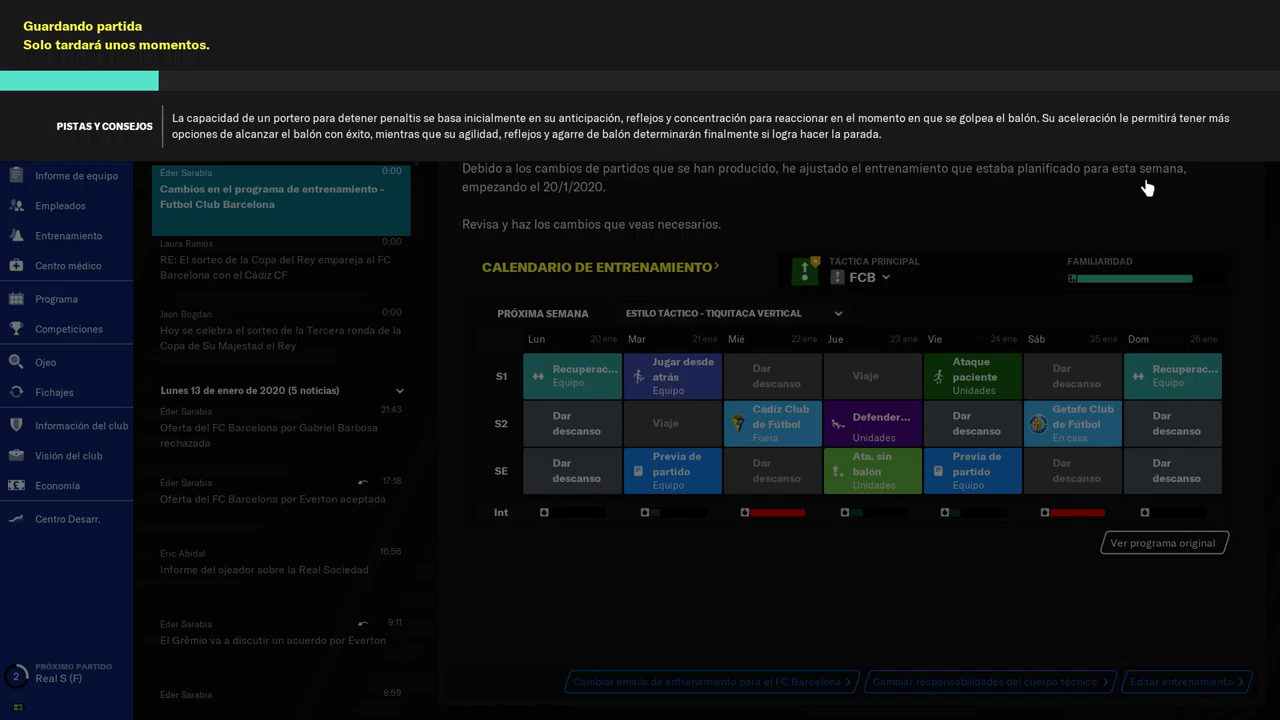 Guardando partida
Solo tardará unos momentos.
PISTAS Y CONSEJOS
La capacidad de un portero para detener penaltis se basa inicialmente en su anticipación, reflejos y concentración para reaccionar en el momento en que se golpea el balón. Su aceleración le permitirá tener más
opciones de alcanzar el balón con éxito, mientras que su agilidad, reflejos y agarre de balón determinarán finalmente si logra hacer la parada.
Informe de equipo
Empleados
Entrenamiento
Centro médico
Programa
Competiciones
Ojeo
Fichajes
Información del club
Visión del club
Economía
Centro Desarr.
2
PRÓXIMO PARTIDO
Real S (F)
Éder Sarabia 0:00
Cambios en el programa de entrenamiento -
Futbol Club Barcelona
Laura Ramos 0:00
RE: El sorteo de la Copa del Rey empareja al FC
Barcelona con el Cádiz CF
Jean Bogdan 0:00
Hoy se celebra el sorteo de la Tercera ronda de la
Copa de Su Majestad el Rey
Lunes 13 de enero de 2020 (5 noticias)
Éder Sarabia 21:43
Oferta del FC Barcelona por Gabriel Barbosa
rechazada
Éder Sarabia 17:18
Oferta del FC Barcelona por Everton aceptada
Eric Abidal 16:56
Informe del ojeador sobre la Real Sociedad
Éder Sarabia 9:11
El Grêmio va a discutir un acuerdo por Everton
Éder Sarabia 8:59
Debido a los cambios de partidos que se han producido, he ajustado el entrenamiento que estaba planificado para esta semana,
empezando el 20/1/2020.
Revisa y haz los cambios que veas necesarios.
CALENDARIO DE ENTRENAMIENTO
TÁCTICA PRINCIPAL
FCB
FAMILIARIDAD
PRÓXIMA SEMANA
ESTILO TÁCTICO - TIQUITACA VERTICAL
Lun 20 ene Mar 21 ene Mié 22 ene Jue 23 ene Vie 24 ene Sáb 25 ene Dom 26 ene
S1
Recuperac...
Equipo
Jugar desde
atrás
Equipo
Dar
descanso
Viaje
Ataque
paciente
Unidades
Dar
descanso
Recuperac...
Equipo
S2
Dar
descanso
Viaje
Cádiz Club
de Fútbol
Fuera
Defender...
Unidades
Dar
descanso
Getafe Club
de Fútbol
En casa
Dar
descanso
SE
Dar
descanso
Previa de
partido
Equipo
Dar
descanso
Ata. sin
balón
Unidades
Previa de
partido
Equipo
Dar
descanso
Dar
descanso
Int
Ver programa original
Cambiar emails de entrenamiento para el FC Barcelona
Cambiar responsabilidades del cuerpo técnico
Editar entrenamiento